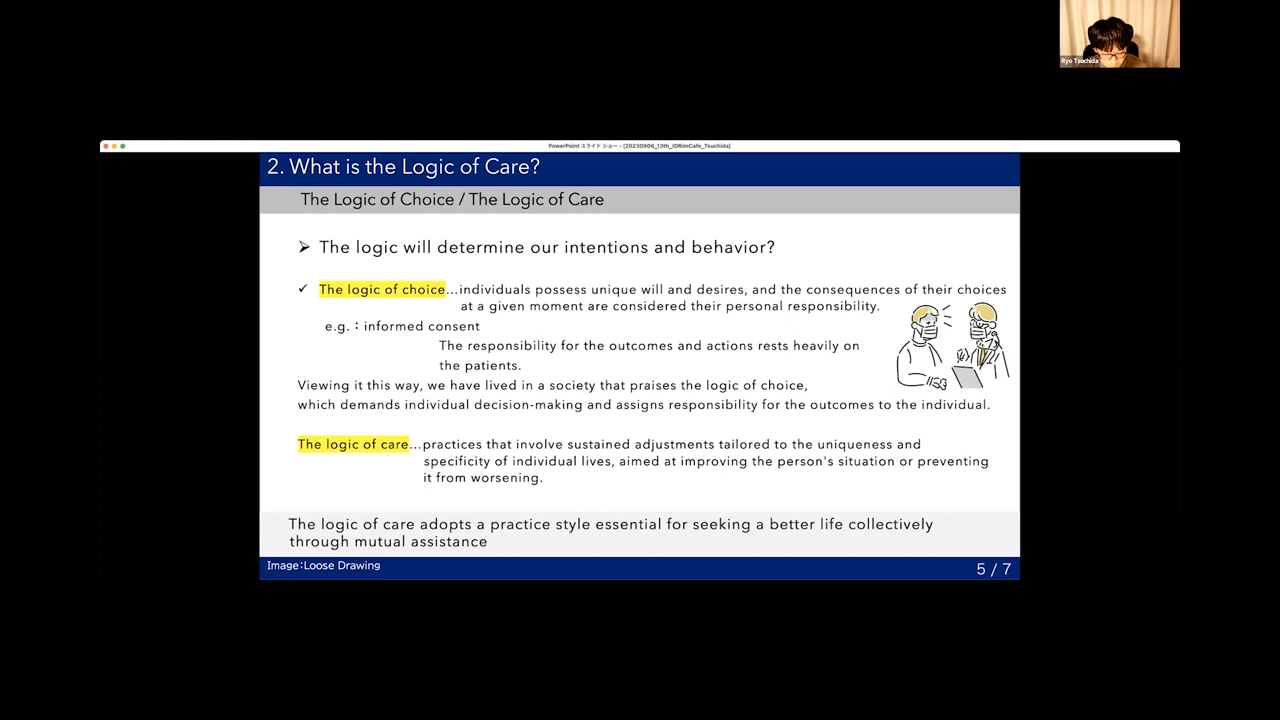 Ryo Tsuchida
PowerPoint スライド ショー - [20230906_13th_IDRimCafe_Tsuchida]
2. What is the Logic of Care?
The Logic of Choice / The Logic of Care
➢ The logic will determine our intentions and behavior?
✓ The logic of choice…individuals possess unique will and desires, and the consequences of their choices
at a given moment are considered their personal responsibility.
e.g.：informed consent
The responsibility for the outcomes and actions rests heavily on
the patients.
Viewing it this way, we have lived in a society that praises the logic of choice,
which demands individual decision-making and assigns responsibility for the outcomes to the individual.
The logic of care…practices that involve sustained adjustments tailored to the uniqueness and
specificity of individual lives, aimed at improving the person's situation or preventing
it from worsening.
The logic of care adopts a practice style essential for seeking a better life collectively
through mutual assistance
Image：Loose Drawing
5 / 7